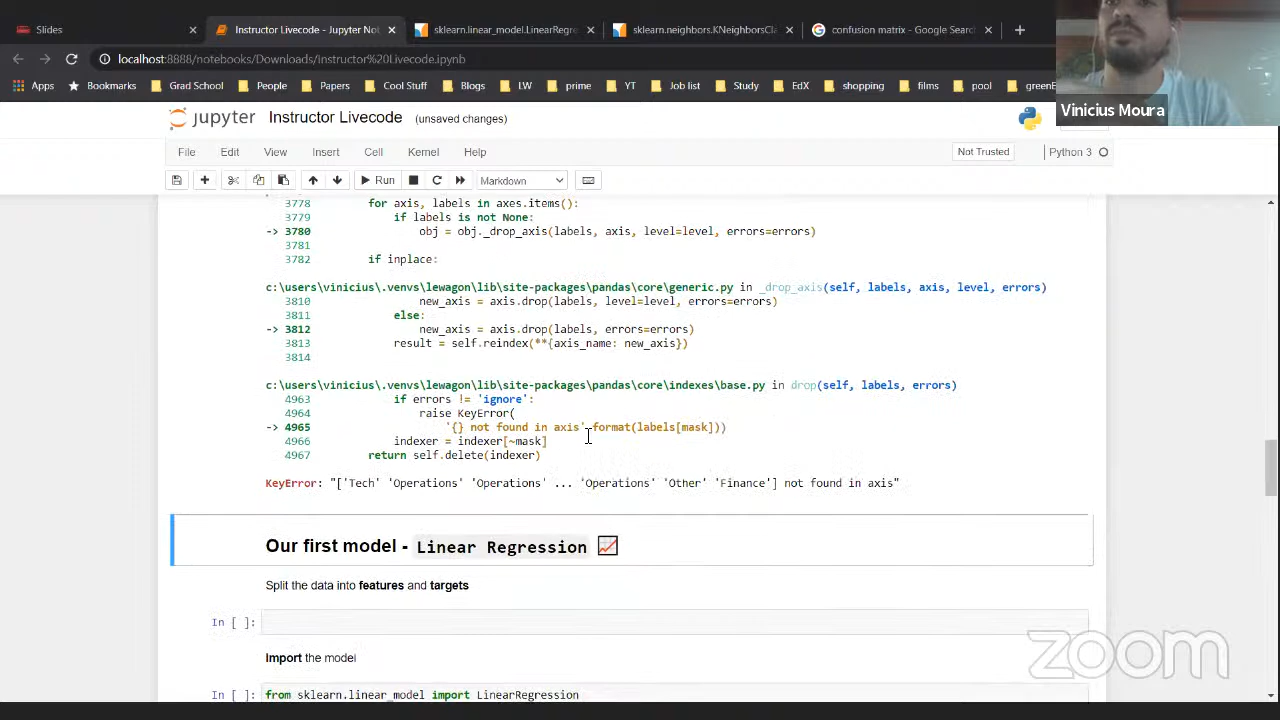 Slides
Instructor Livecode - Jupyter Not
sklearn.linear_model.LinearRegre
sklearn.neighbors.KNeighborsCla
confusion matrix - Google Search
localhost:8888/notebooks/Downloads/Instructor%20Livecode.ipynb
Apps Bookmarks Grad School People Papers Cool Stuff Blogs LW prime YT Job list Study EdX shopping films pool greenE
Vinicius Moura
jupyter Instructor Livecode (unsaved changes)
File Edit View Insert Cell Kernel Help Not Trusted Python 3
Run Markdown
3778 for axis, labels in axes.items():
3779 if labels is not None:
-> 3780 obj = obj._drop_axis(labels, axis, level=level, errors=errors)
3781
3782 if inplace:
c:\users\vinicius\.venvs\lewagon\lib\site-packages\pandas\core\generic.py in _drop_axis(self, labels, axis, level, errors)
3810 new_axis = axis.drop(labels, level=level, errors=errors)
3811 else:
-> 3812 new_axis = axis.drop(labels, errors=errors)
3813 result = self.reindex(**{axis_name: new_axis})
3814
c:\users\vinicius\.venvs\lewagon\lib\site-packages\pandas\core\indexes\base.py in drop(self, labels, errors)
4963 if errors != 'ignore':
4964 raise KeyError(
-> 4965 '{} not found in axis'.format(labels[mask]))
4966 indexer = indexer[~mask]
4967 return self.delete(indexer)
KeyError: "['Tech' 'Operations' 'Operations' ... 'Operations' 'Other' 'Finance'] not found in axis"
Our first model - Linear Regression
Split the data into features and targets
In [ ]:
Import the model
In [ ]: from sklearn.linear_model import LinearRegression
zoom